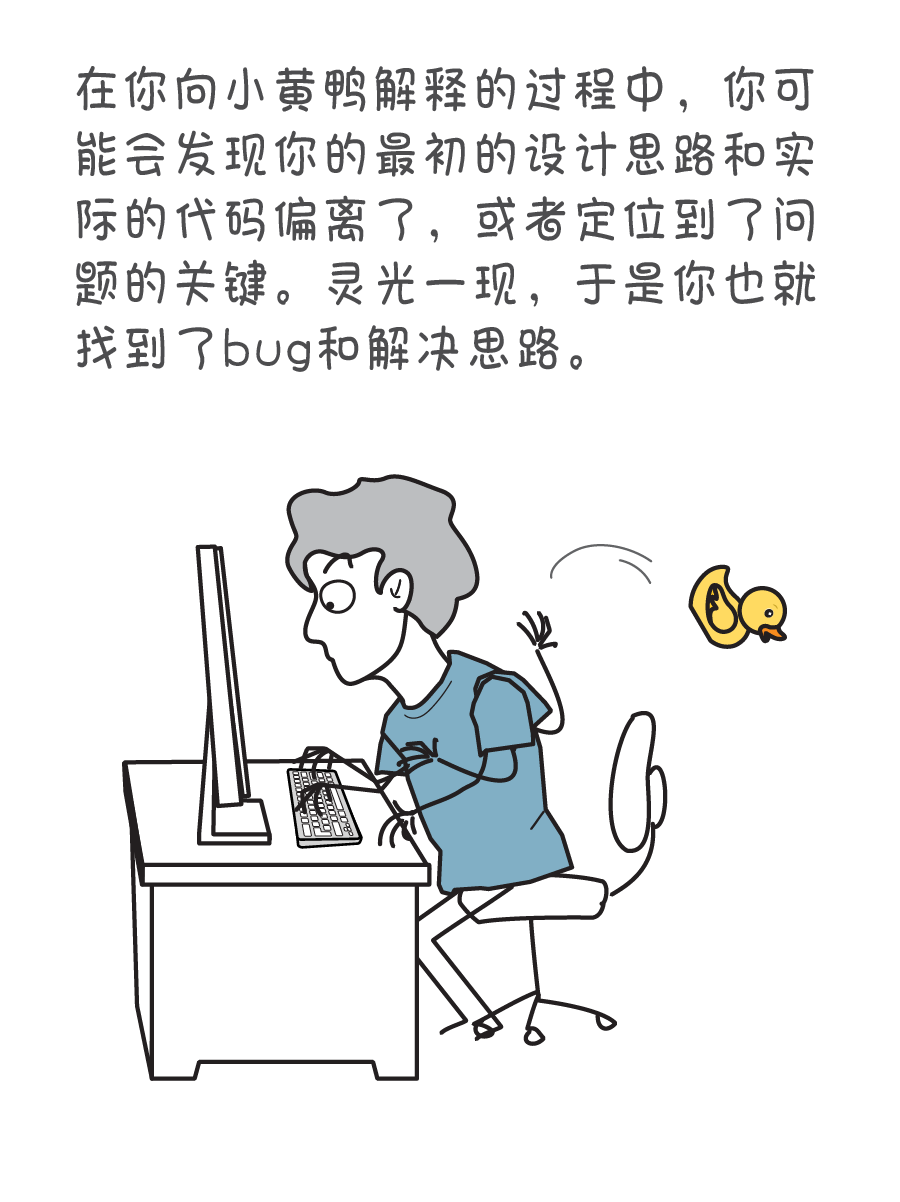 在你向小黄鸭解释的过程中，你可
能会发现你的最初的设计思路和实
际的代码偏离了，或者定位到了问
题的关键。灵光一现，于是你也就
找到了bug和解决思路。